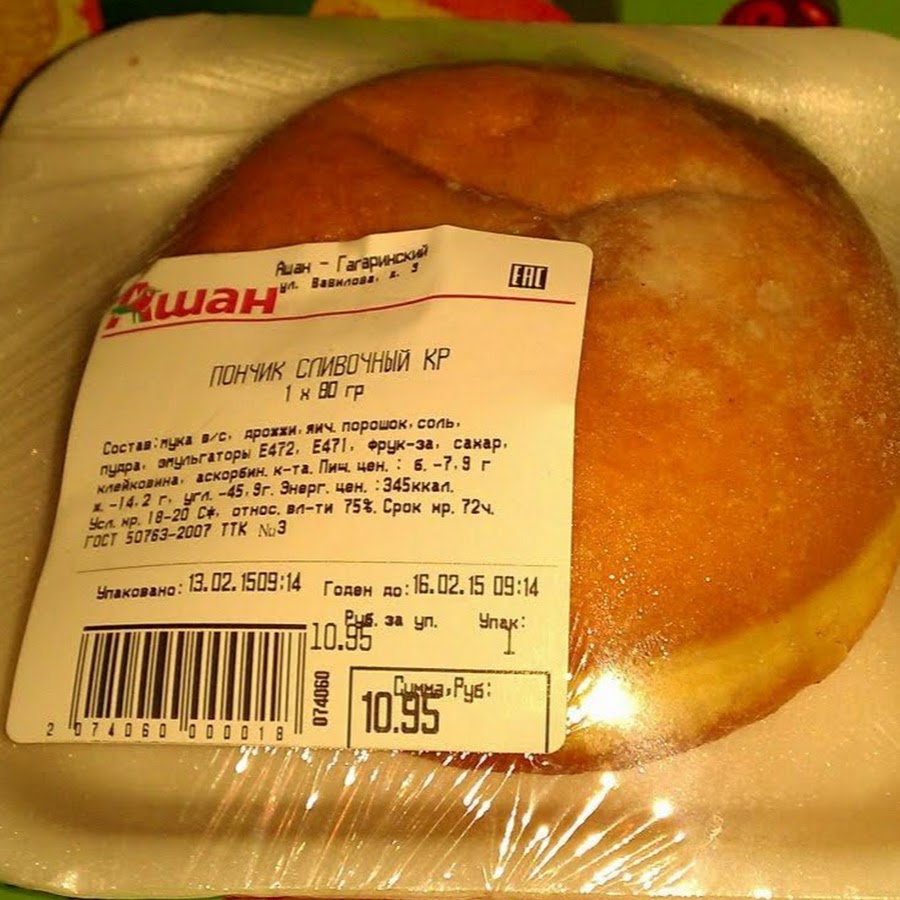 Ашан - Гагаринский
ул. Вавилова, д. 3
Ашан
EAC
ПОНЧИК СЛИВОЧНЫЙ КР
1 х 80 гр
Состав:мука в/с, дрожжи,яич. порошок,соль,
пудра, эмульгаторы Е472, Е471, фрук-за, сахар,
клейковина, аскорбин. к-та. Пищ. цен. : б. -7,9 г
ж. -14,2 г, угл. -45,9г. Энерг. цен. :345ккал.
Усл. хр. 18-20 С*, относ. вл-ти 75%. Срок хр. 72ч.
ГОСТ 50763-2007 ТТК №3
Упаковано: 13.02.1509:14 Годен до: 16.02.15 09:14
Руб. за уп. Упак:
10.95 1
Сумма,Руб:
10.95
074060
2 074060 000018